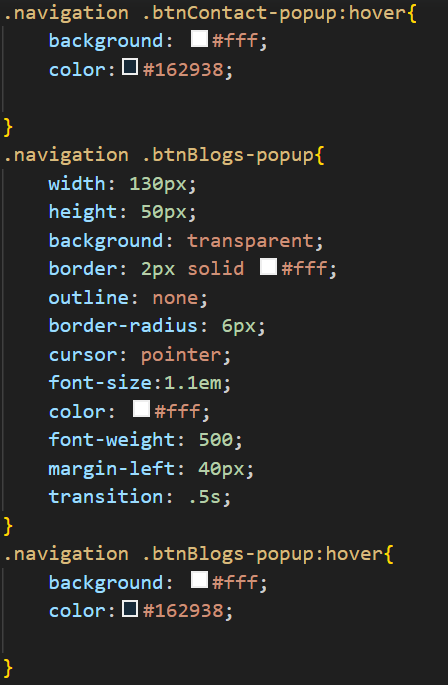 .navigation .btnContact-popup:hover{
background: #fff;
color: #162938;
}
.navigation .btnBlogs-popup{
width: 130px;
height: 50px;
background: transparent;
border: 2px solid #fff;
outline: none;
border-radius: 6px;
cursor: pointer;
font-size:1.1em;
color: #fff;
font-weight: 500;
margin-left: 40px;
transition: .5s;
}
.navigation .btnBlogs-popup:hover{
background: #fff;
color: #162938;
}